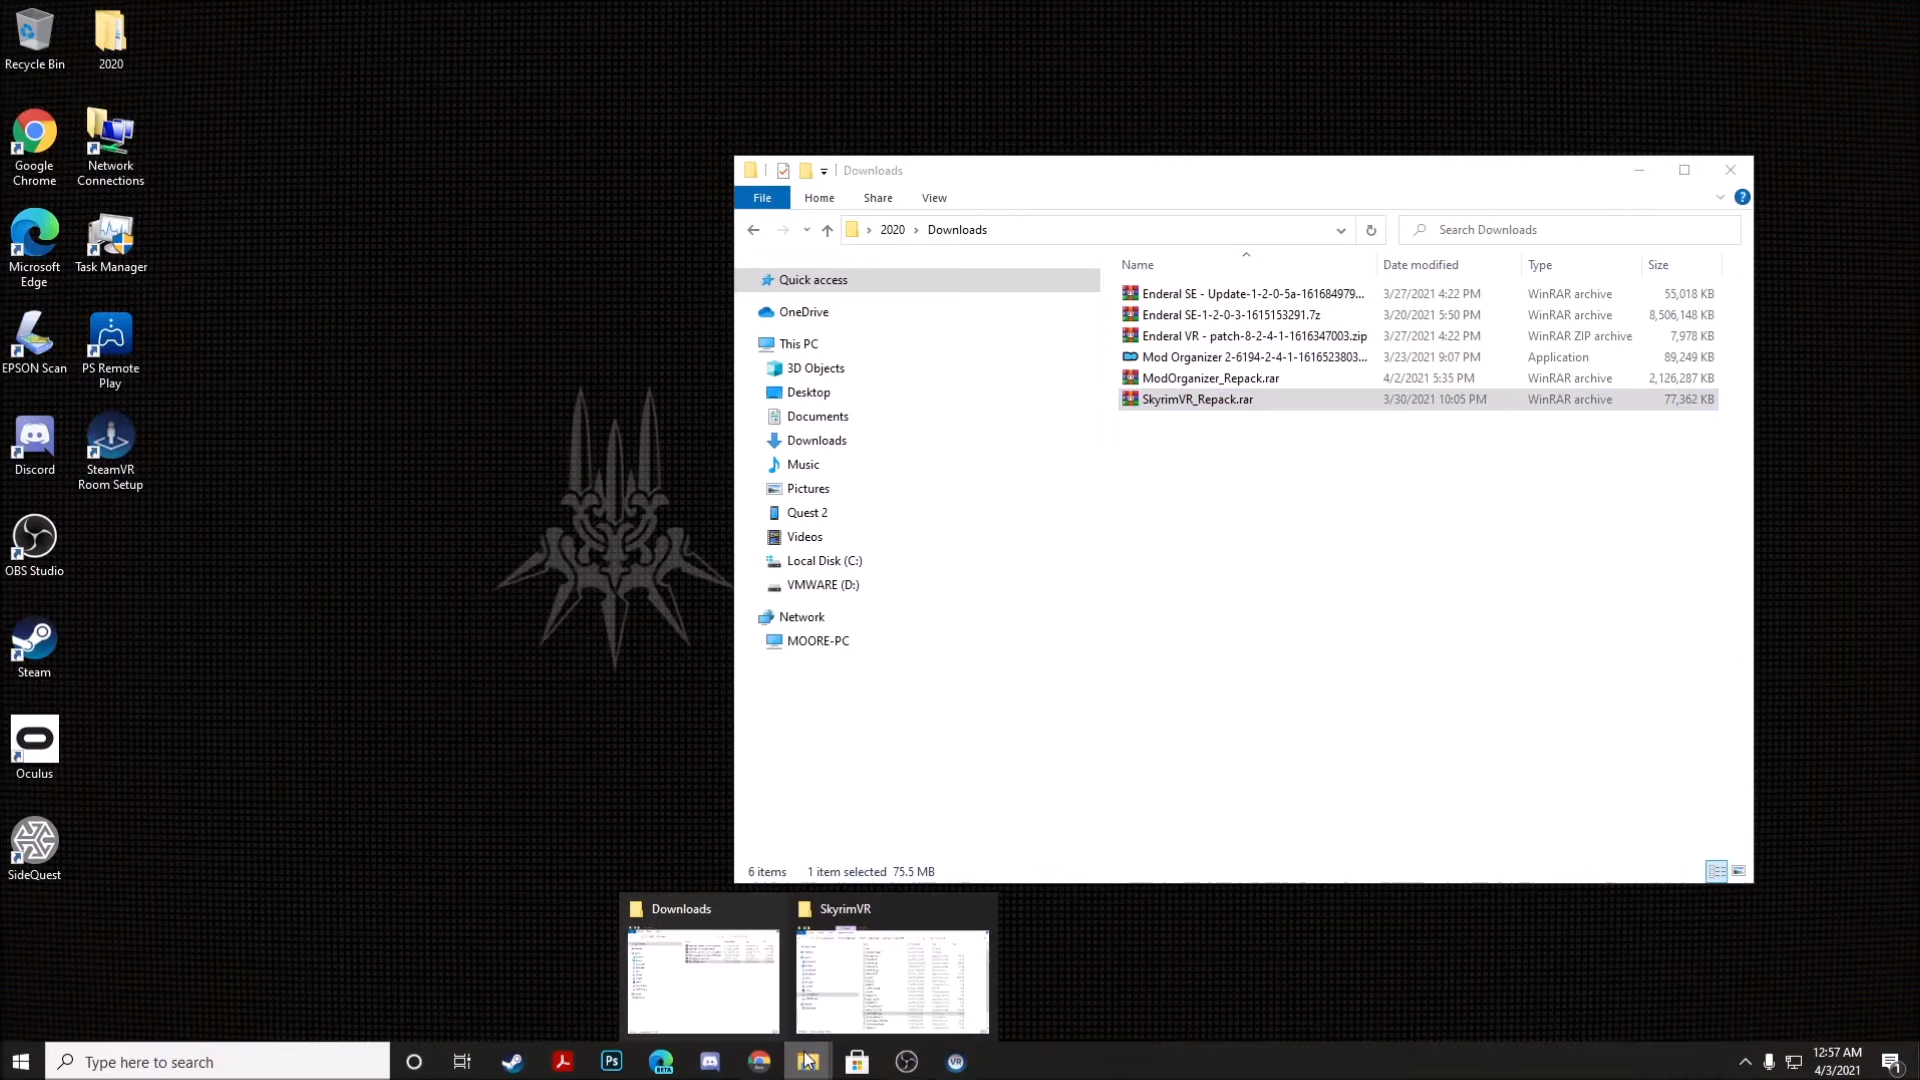 Recycle Bin
2020
Google
Chrome
Network
Connections
Microsoft
Edge
Task Manager
EPSON Scan
PS Remote
Play
Discord
SteamVR
Room Setup
OBS Studio
Steam
Oculus
SideQuest
Downloads
File Home Share View
2020 › Downloads
Search Downloads
Quick access
OneDrive
This PC
3D Objects
Desktop
Documents
Downloads
Music
Pictures
Quest 2
Videos
Local Disk (C:)
VMWARE (D:)
Network
MOORE-PC
Name Date modified Type Size
Enderal SE - Update-1-2-0-5a-161684979... 3/27/2021 4:22 PM WinRAR archive 55,018 KB
Enderal SE-1-2-0-3-1615153291.7z 3/20/2021 5:50 PM WinRAR archive 8,506,148 KB
Enderal VR - patch-8-2-4-1-1616347003.zip 3/27/2021 4:22 PM WinRAR ZIP archive 7,978 KB
Mod Organizer 2-6194-2-4-1-1616523803... 3/23/2021 9:07 PM Application 89,249 KB
ModOrganizer_Repack.rar 4/2/2021 5:35 PM WinRAR archive 2,126,287 KB
SkyrimVR_Repack.rar 3/30/2021 10:05 PM WinRAR archive 77,362 KB
6 items 1 item selected 75.5 MB
Downloads
SkyrimVR
Type here to search
Ps
BETA
VR
12:57 AM
4/3/2021
1